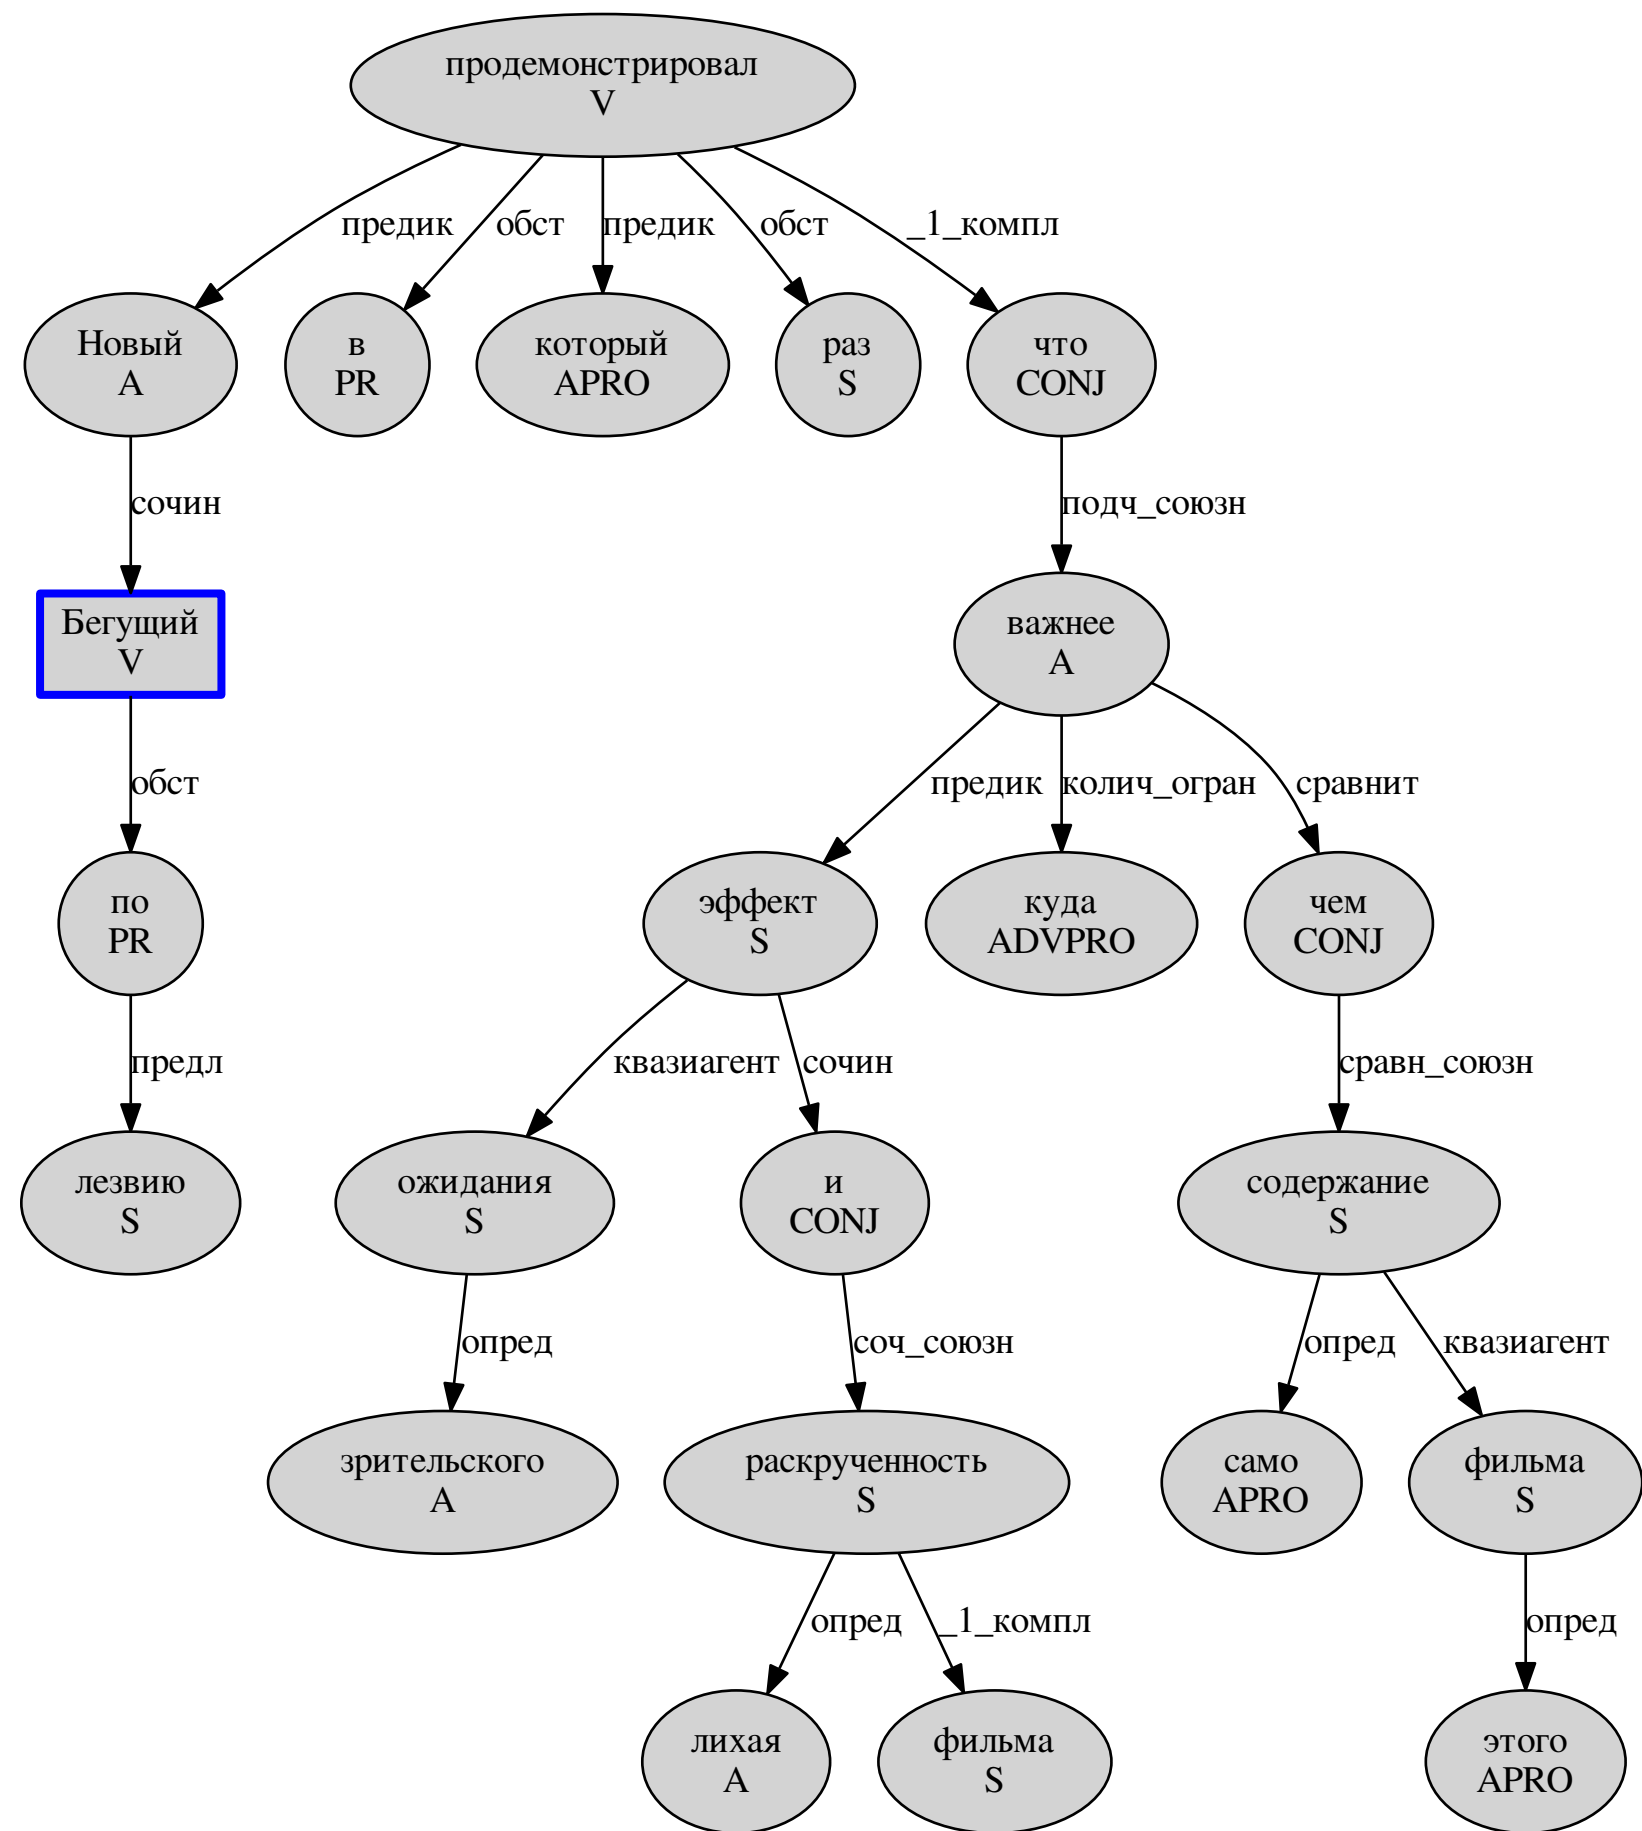 продемонстрировал
V
предик
обст
предик
обст
_1_компл
Новый
A
в
PR
который
APRO
раз
S
что
CONJ
сочин
подч_союзн
Бегущий
V
важнее
A
обст
предик
колич_огран
сравнит
по
PR
эффект
S
куда
ADVPRO
чем
CONJ
предл
квазиагент
сочин
сравн_союзн
лезвию
S
ожидания
S
и
CONJ
содержание
S
опред
соч_союзн
опред
квазиагент
зрительского
A
раскрученность
S
само
APRO
фильма
S
опред
_1_компл
опред
лихая
A
фильма
S
этого
APRO